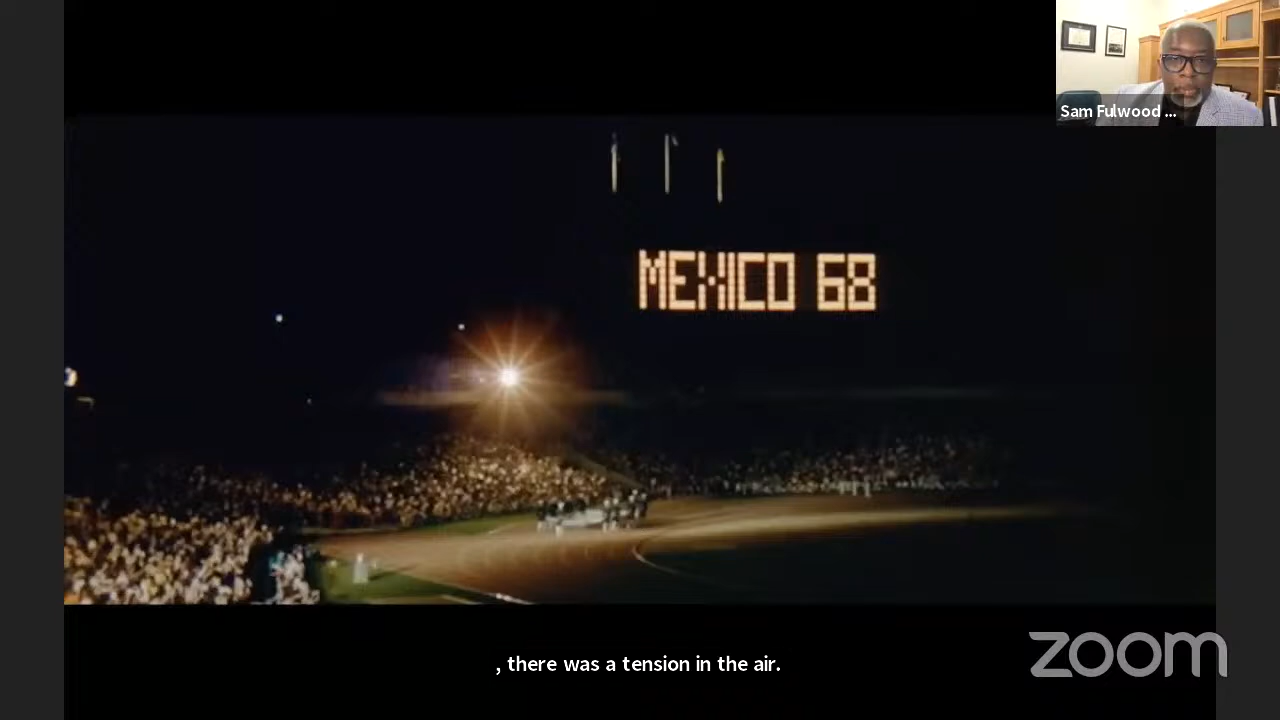 Sam Fulwood ...
MEXICO 68
, there was a tension in the air.
zoom